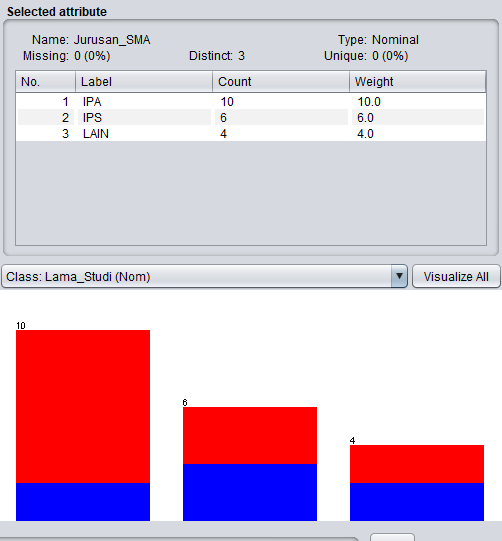 Selected attribute
Name: Jurusan_SMA Type: Nominal
Missing: 0 (0%) Distinct: 3 Unique: 0 (0%)
No. Label Count Weight
1 IPA 10 10.0
2 IPS 6 6.0
3 LAIN 4 4.0
Class: Lama_Studi (Nom) Visualize All
10
6
4